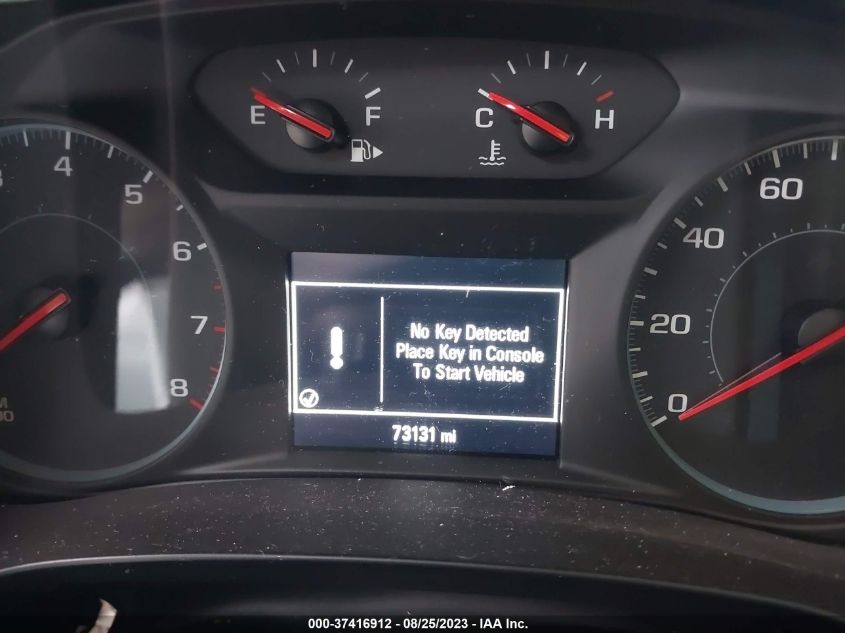 E F
C H
3 4 5 6 7 8
0 20 40 60
No Key Detected
Place Key in Console
To Start Vehicle
73131 mi
000-37416912 - 08/25/2023 - IAA Inc.